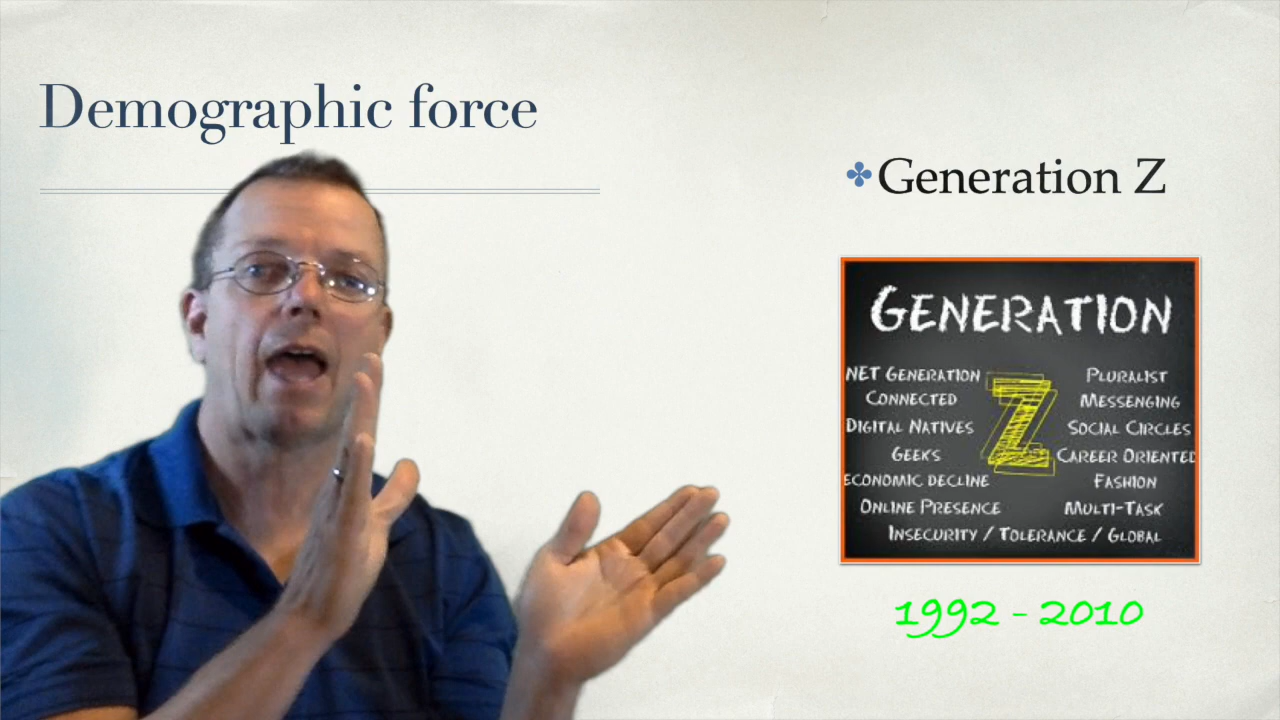 Demographic force
Generation Z
GENERATION
NET GENERATION
CONNECTED
DIGITAL NATIVES
GEEKS
ECONOMIC DECLINE
ONLINE PRESENCE
Z
PLURALIST
MESSENGING
SOCIAL CIRCLES
CAREER ORIENTED
FASHION
MULTI-TASK
INSECURITY / TOLERANCE / GLOBAL
1992 - 2010